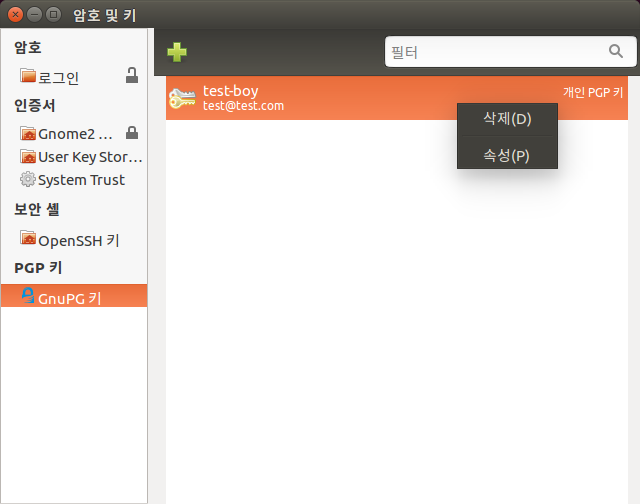 암호 및 키
필터
암호
로그인
인증서
Gnome2 ...
User Key Stor...
System Trust
보안 셸
OpenSSH 키
PGP 키
GnuPG 키
test-boy
test@test.com
개인 PGP 키
삭제(D)
속성(P)